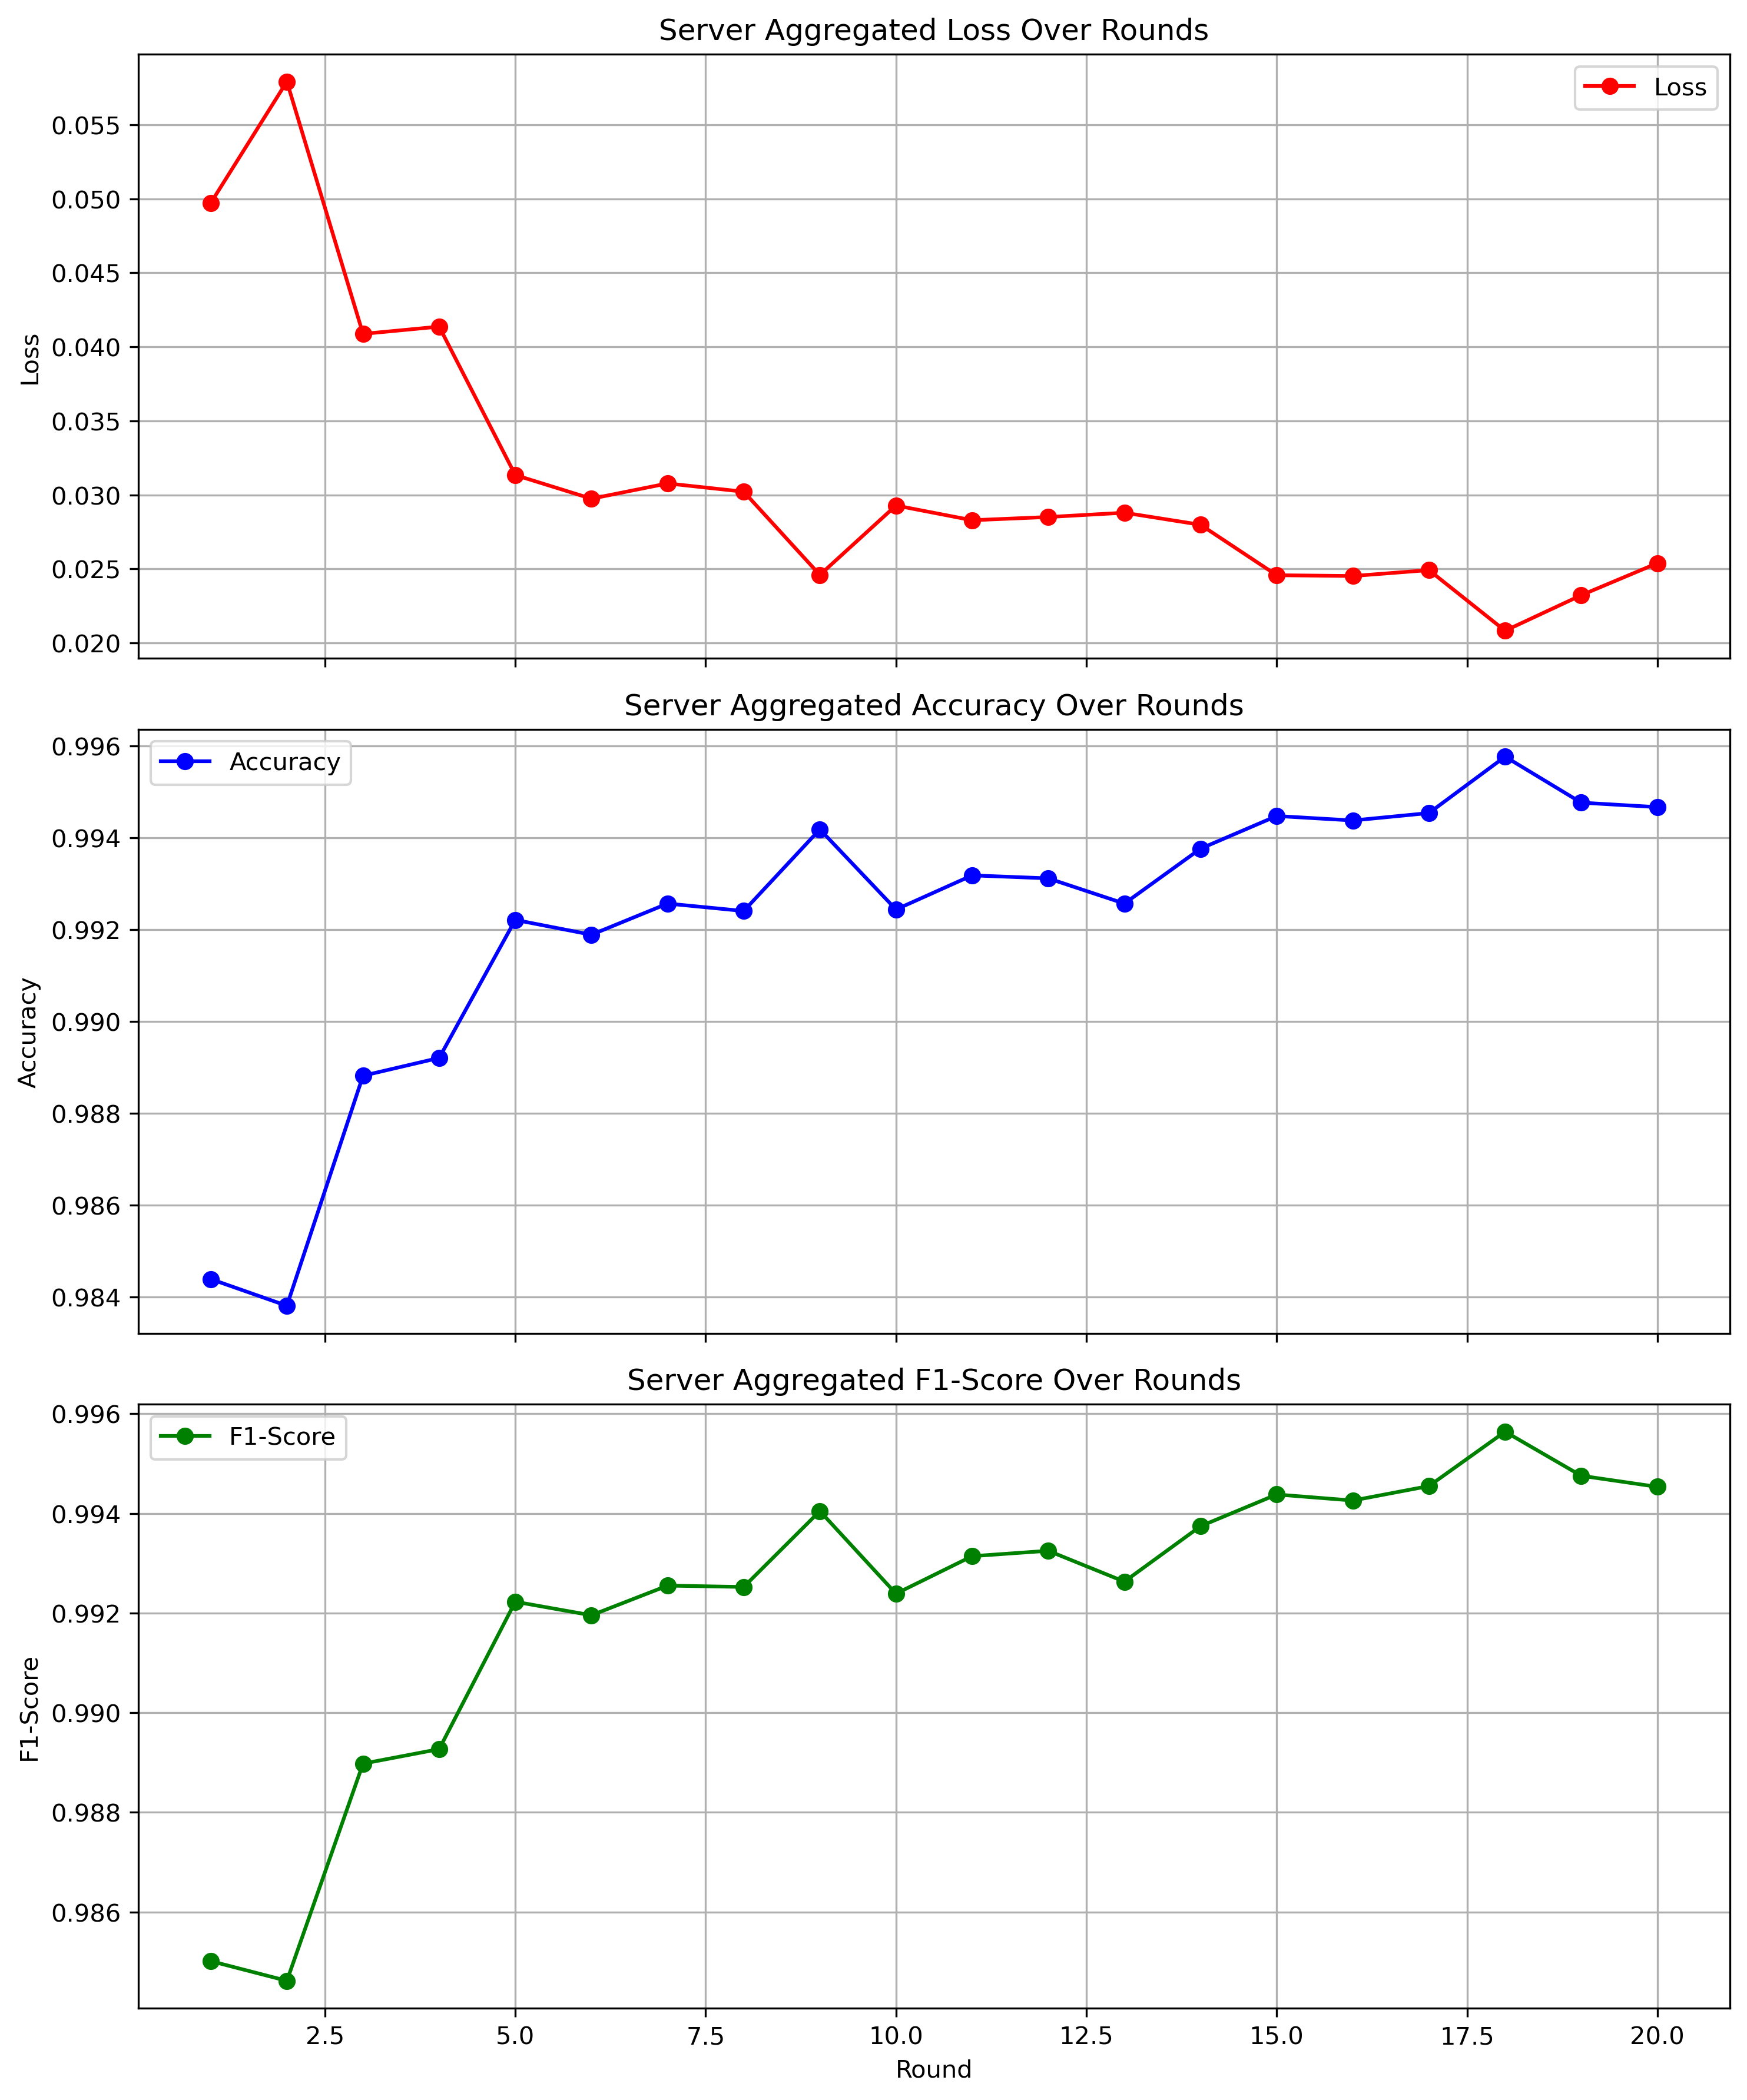 Server Aggregated Loss Over Rounds
Loss
0.055
0.050
0.045
0.040
0.035
0.030
0.025
0.020
Loss
Server Aggregated Accuracy Over Rounds
Accuracy
0.996
0.994
0.992
0.990
0.988
0.986
0.984
Accuracy
Server Aggregated F1-Score Over Rounds
F1-Score
0.996
0.994
0.992
0.990
0.988
0.986
F1-Score
2.5 5.0 7.5 10.0 12.5 15.0 17.5 20.0
Round